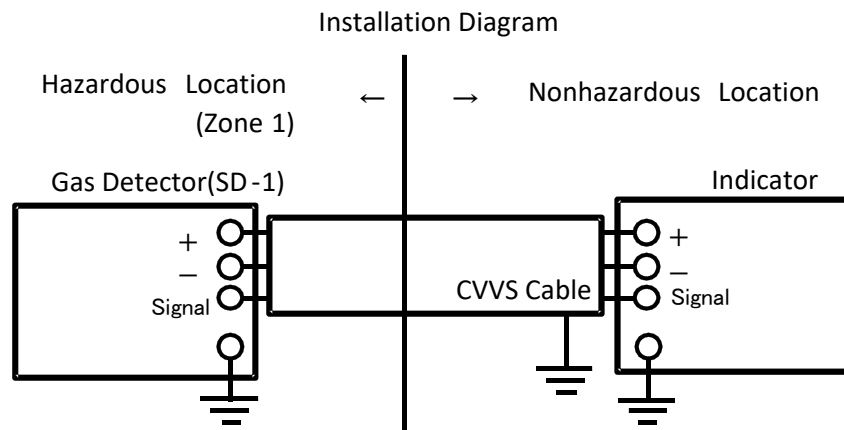 Installation Diagram
Hazardous Location ← → Nonhazardous Location
(Zone 1)
Gas Detector(SD-1) Indicator
+ +
− −
CVVS Cable
Signal Signal